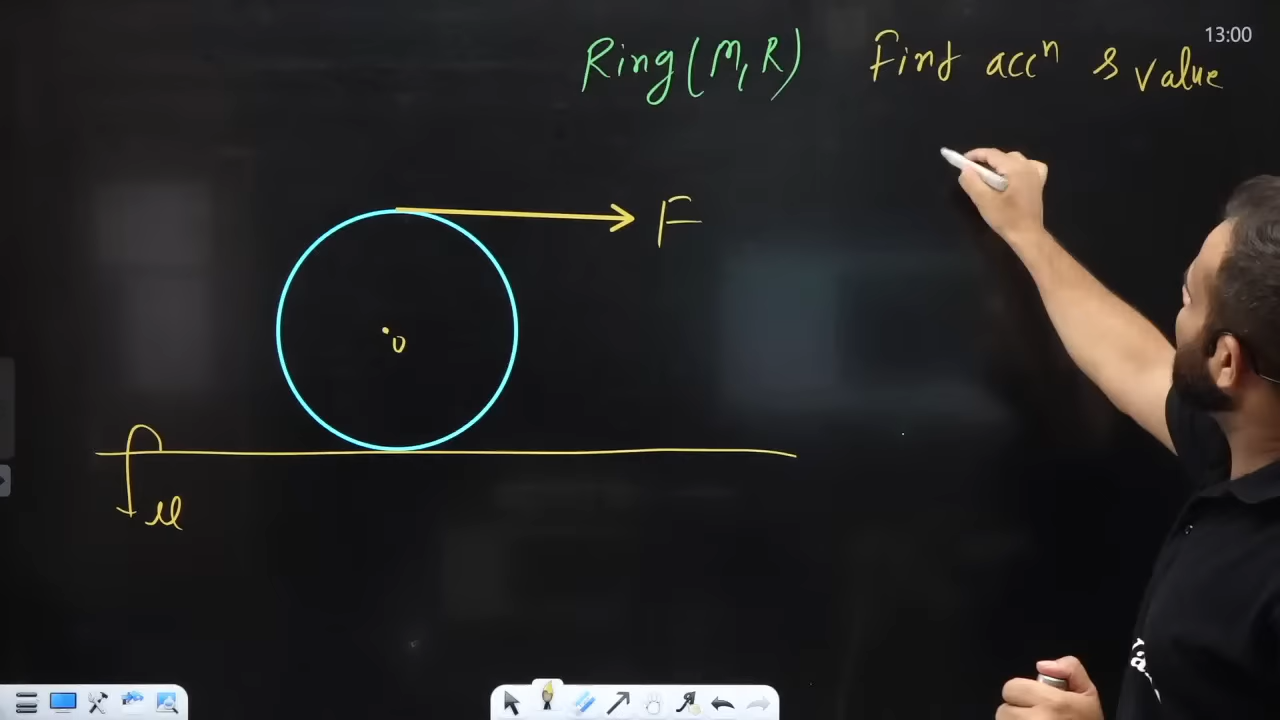 13:00
Ring (M, R) Find accⁿ & value
F
O
μ